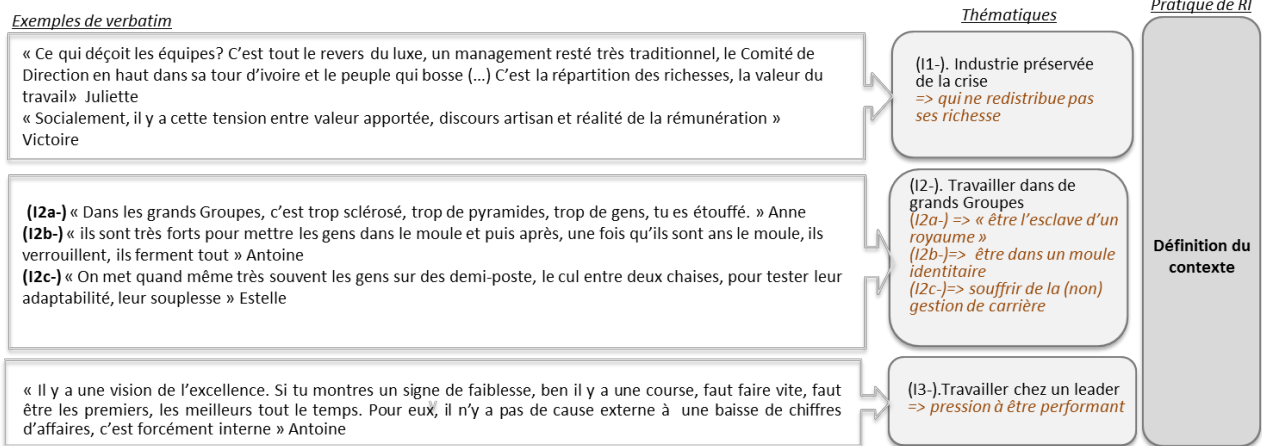 Exemples de verbatim
Thématiques
Pratique de RI
« Ce qui déçoit les équipes? C’est tout le revers du luxe, un management resté très traditionnel, le Comité de
Direction en haut dans sa tour d’ivoire et le peuple qui bosse (...) C’est la répartition des richesses, la valeur du
travail» Juliette
« Socialement, il y a cette tension entre valeur apportée, discours artisan et réalité de la rémunération »
Victoire
(I1-). Industrie préservée
de la crise
=> qui ne redistribue pas
ses richesse
(I2a-) « Dans les grands Groupes, c’est trop sclérosé, trop de pyramides, trop de gens, tu es étouffé. » Anne
(I2b-) « ils sont très forts pour mettre les gens dans le moule et puis après, une fois qu’ils sont ans le moule, ils
verrouillent, ils ferment tout » Antoine
(I2c-) « On met quand même très souvent les gens sur des demi-poste, le cul entre deux chaises, pour tester leur
adaptabilité, leur souplesse » Estelle
(I2-). Travailler dans de
grands Groupes
(I2a-) => « être l’esclave d’un
royaume »
(I2b-)=> être dans un moule
identitaire
(I2c-)=> souffrir de la (non)
gestion de carrière
Définition du
contexte
« Il y a une vision de l’excellence. Si tu montres un signe de faiblesse, ben il y a une course, faut faire vite, faut
être les premiers, les meilleurs tout le temps. Pour eux, il n’y a pas de cause externe à une baisse de chiffres
d’affaires, c’est forcément interne » Antoine
(I3-).Travailler chez un leader
=> pression à être performant